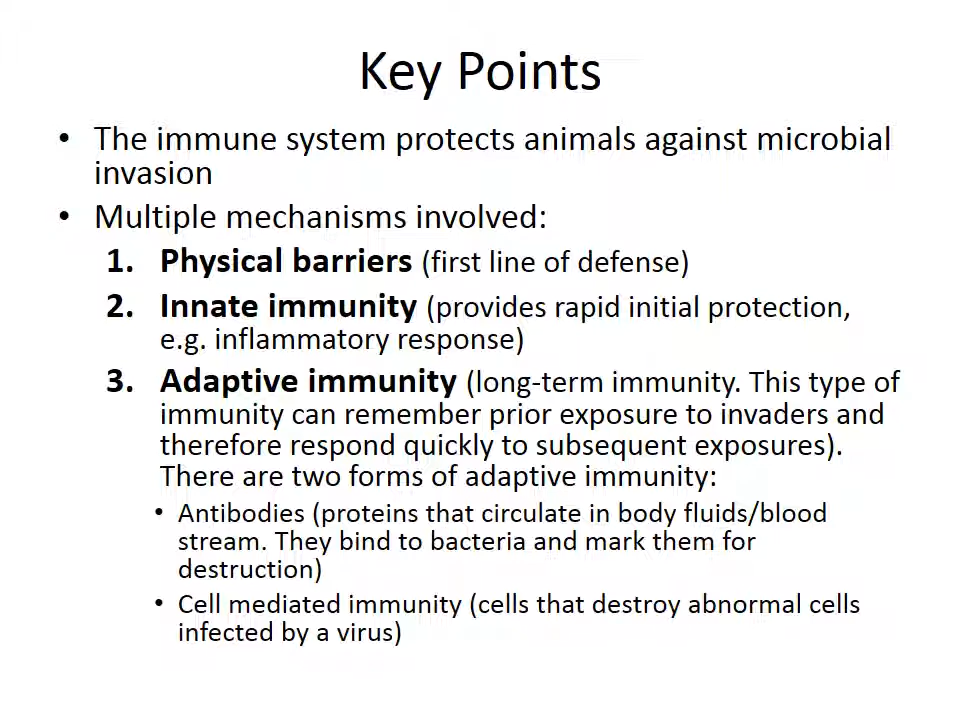 Key Points
• The immune system protects animals against microbial
invasion
• Multiple mechanisms involved:
1. Physical barriers (first line of defense)
2. Innate immunity (provides rapid initial protection,
e.g. inflammatory response)
3. Adaptive immunity (long-term immunity. This type of
immunity can remember prior exposure to invaders and
therefore respond quickly to subsequent exposures).
There are two forms of adaptive immunity:
• Antibodies (proteins that circulate in body fluids/blood
stream. They bind to bacteria and mark them for
destruction)
• Cell mediated immunity (cells that destroy abnormal cells
infected by a virus)